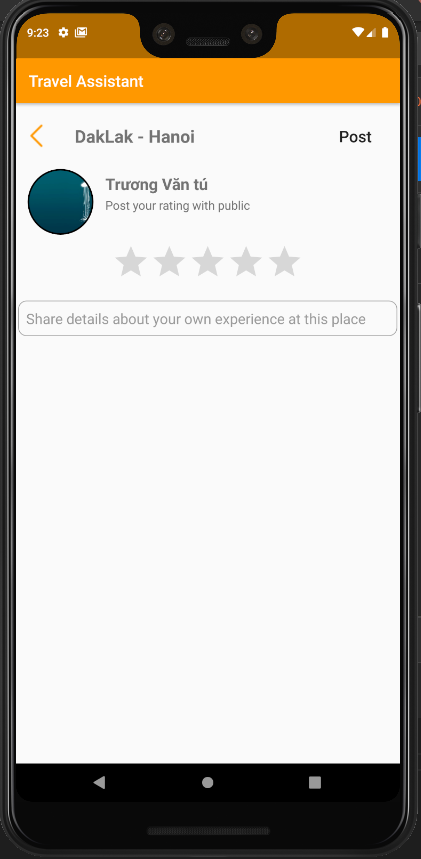 9:23
Travel Assistant
DakLak - Hanoi
Post
Trương Văn tú
Post your rating with public
Share details about your own experience at this place